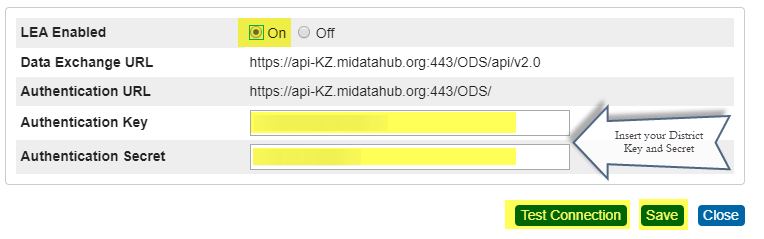 LEA Enabled On Off
Data Exchange URL https://api-KZ.midatahub.org:443/ODS/api/v2.0
Authentication URL https://api-KZ.midatahub.org:443/ODS/
Authentication Key
Authentication Secret
Insert your District
Key and Secret
Test Connection Save Close